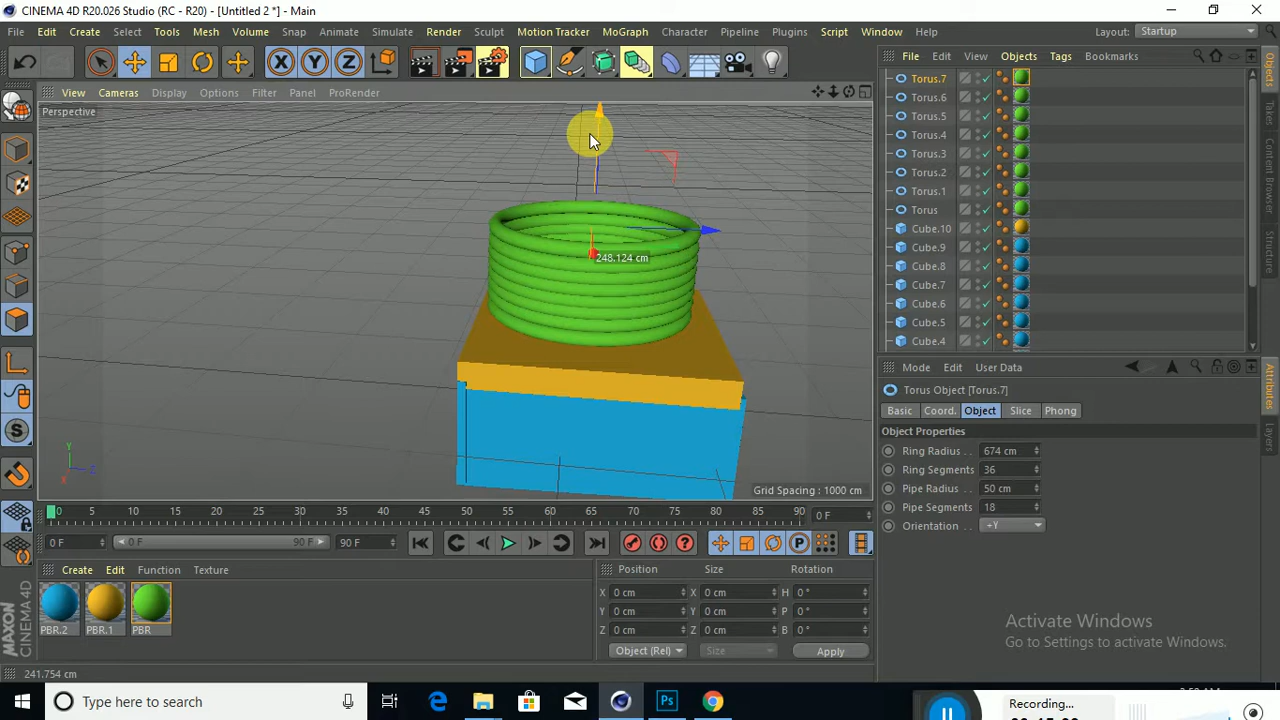 CINEMA 4D R20.026 Studio (RC - R20) - [Untitled 2 *] - Main
File Edit Create Select Tools Mesh Volume Snap Animate Simulate Render Sculpt Motion Tracker MoGraph Character Pipeline Plugins Script Window Help Layout: Startup
File Edit View Objects Tags Bookmarks
View Cameras Display Options Filter Panel ProRender
Perspective
Torus.7
Torus.6
Torus.5
Torus.4
Torus.3
Torus.2
Torus.1
Torus
Cube.10
Cube.9
Cube.8
Cube.7
Cube.6
Cube.5
Cube.4
Objects
Takes
Content Browser
Structure
248.124 cm
Y
Z
X
Grid Spacing : 1000 cm
Mode Edit User Data
Torus Object [Torus.7]
Basic Coord. Object Slice Phong
Object Properties
Ring Radius 674 cm
Ring Segments 36
Pipe Radius 50 cm
Pipe Segments 18
Orientation +Y
Attributes
Layers
0 5 10 15 20 25 30 35 40 45 50 55 60 65 70 75 80 85 90 0 F
0 F 0 F 90 F 90 F
Create Edit Function Texture
PBR.2 PBR.1 PBR
Position Size Rotation
X 0 cm X 0 cm H 0 °
Y 0 cm Y 0 cm P 0 °
Z 0 cm Z 0 cm B 0 °
Object (Rel) Size Apply
Activate Windows
Go to Settings to activate Windows.
MAXON
CINEMA 4D
241.754 cm
Type here to search
Ps
Recording...